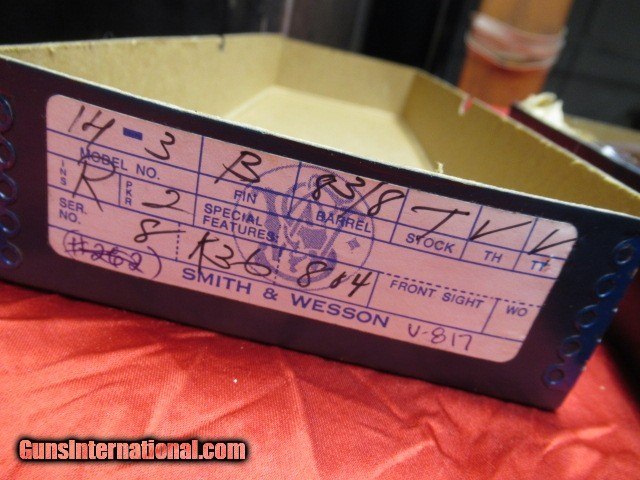 14-3 B 8 3/8 T V V
MODEL NO. FIN BARREL STOCK TH TT
INS R PKR 2 SPECIAL FEATURES
SER. NO. 8 K36 804 FRONT SIGHT WO
#262
SMITH & WESSON U-817
GunsInternational.com